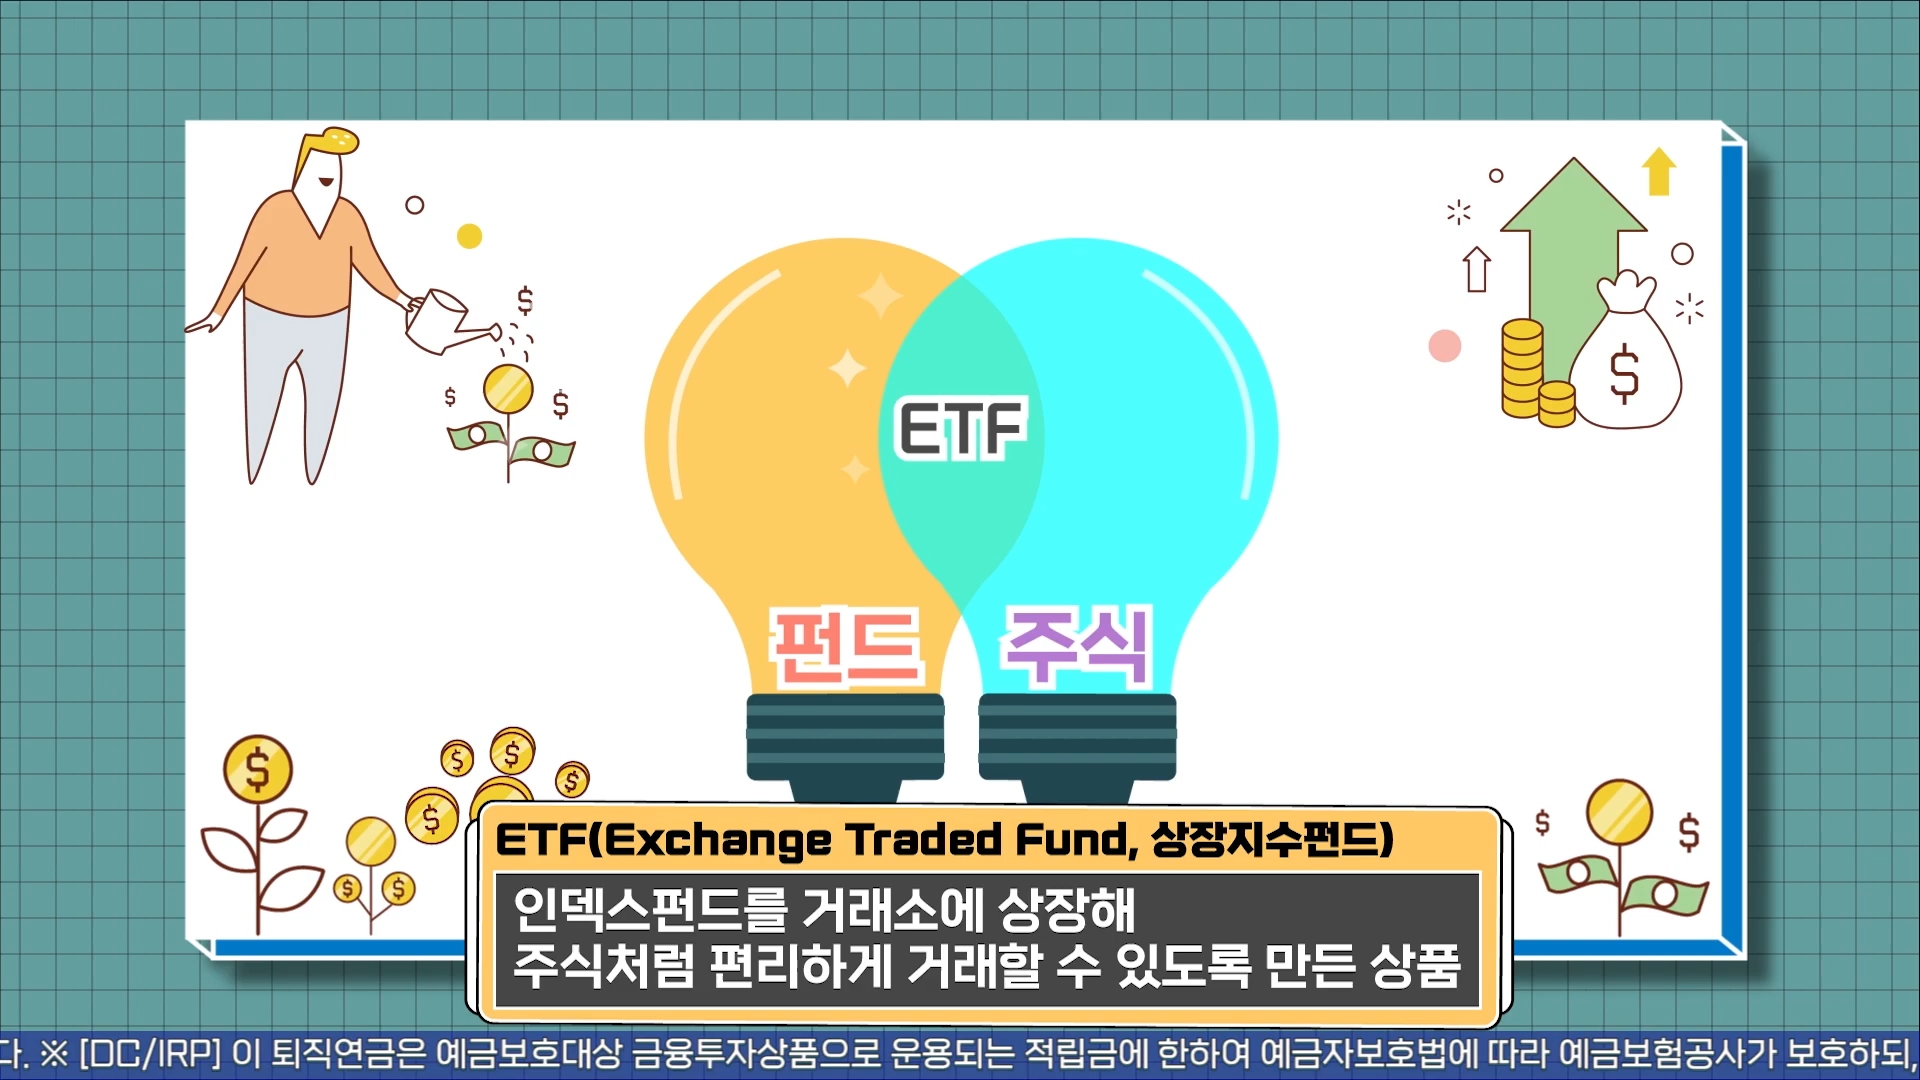 ETF
펀드 주식
ETF(Exchange Traded Fund, 상장지수펀드)
인덱스펀드를 거래소에 상장해
주식처럼 편리하게 거래할 수 있도록 만든 상품
다. ※ [DC/IRP] 이 퇴직연금은 예금보호대상 금융투자상품으로 운용되는 적립금에 한하여 예금자보호법에 따라 예금보험공사가 보호하되,